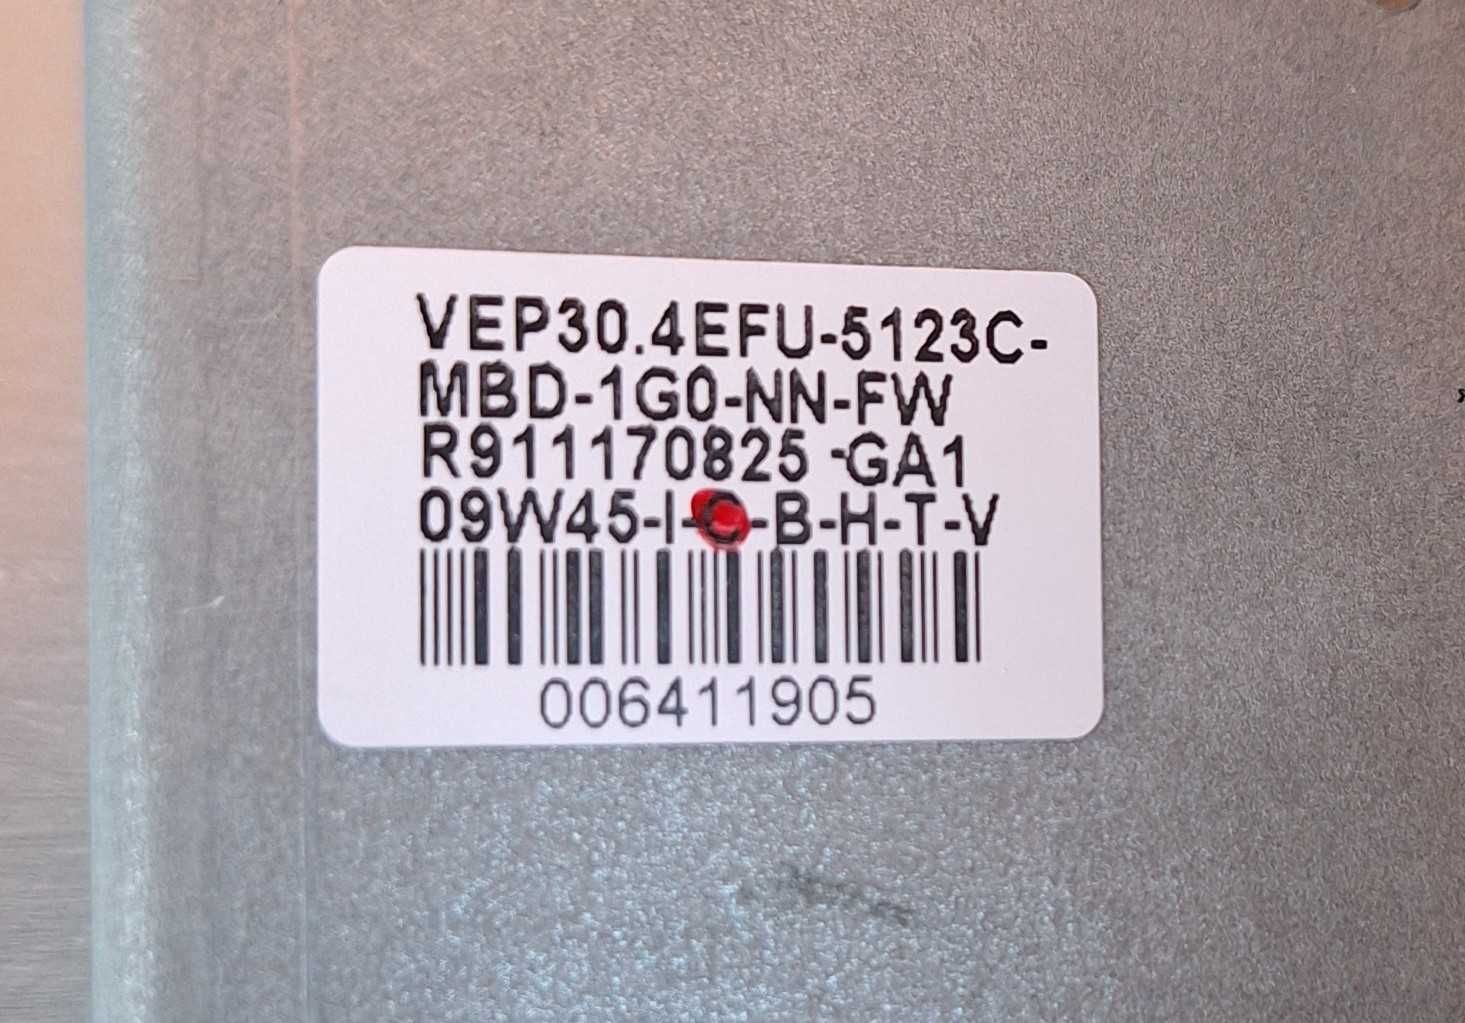 VEP30.4EFU-5123C-
MBD-1G0-NN-FW
R911170825 -GA1
09W45-I-C-B-H-T-V
006411905